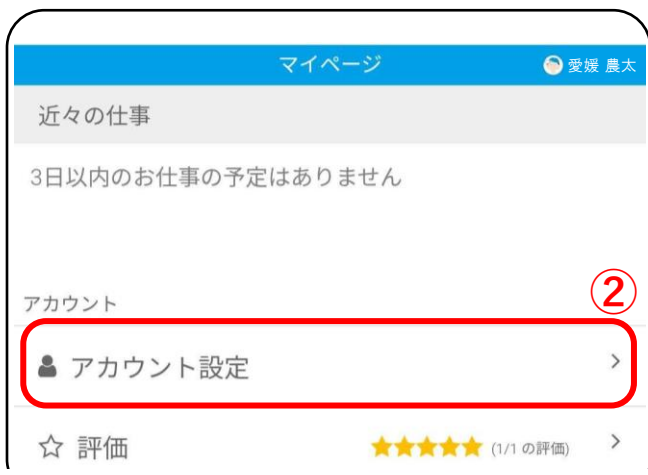 マイページ
愛媛 農太
近々の仕事
3日以内のお仕事の予定はありません
アカウント
②
アカウント設定
評価
(1/1 の評価)